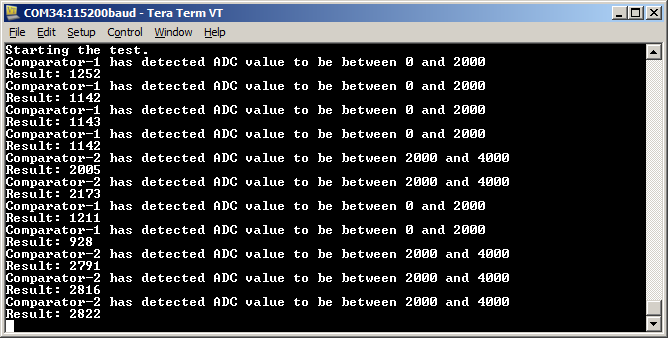 COM34:115200baud - Tera Term VT
File Edit Setup Control Window Help
Starting the test.
Comparator-1 has detected ADC value to be between 0 and 2000
Result: 1252
Comparator-1 has detected ADC value to be between 0 and 2000
Result: 1142
Comparator-1 has detected ADC value to be between 0 and 2000
Result: 1143
Comparator-1 has detected ADC value to be between 0 and 2000
Result: 1142
Comparator-2 has detected ADC value to be between 2000 and 4000
Result: 2005
Comparator-2 has detected ADC value to be between 2000 and 4000
Result: 2173
Comparator-1 has detected ADC value to be between 0 and 2000
Result: 1211
Comparator-1 has detected ADC value to be between 0 and 2000
Result: 928
Comparator-2 has detected ADC value to be between 2000 and 4000
Result: 2791
Comparator-2 has detected ADC value to be between 2000 and 4000
Result: 2816
Comparator-2 has detected ADC value to be between 2000 and 4000
Result: 2822